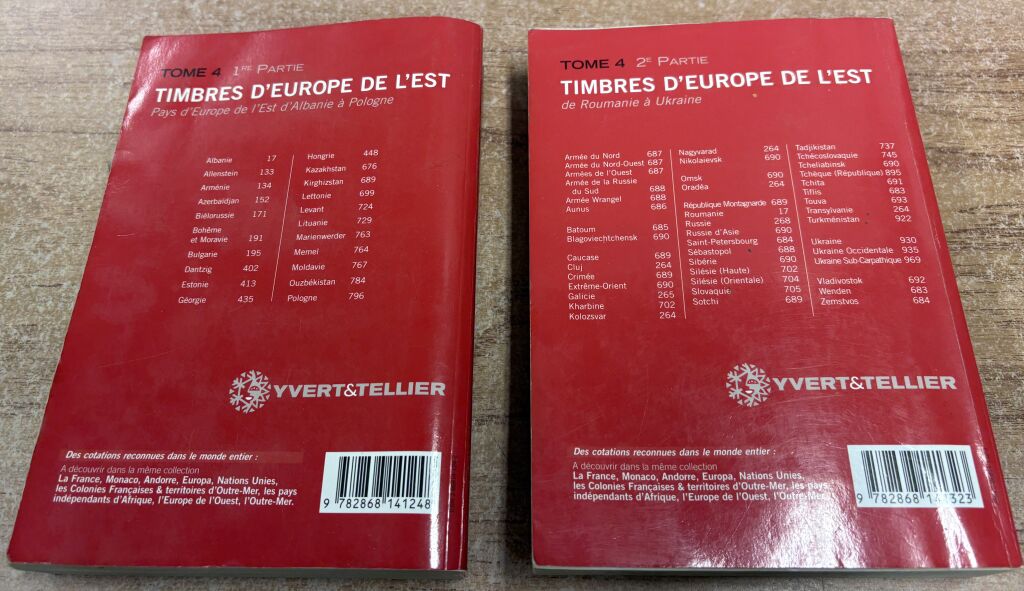 TOME 4 1RE PARTIE
TIMBRES D'EUROPE DE L'EST
Pays d'Europe de l'Est d'Albanie à Pologne
Albanie 17
Allenstein 133
Arménie 134
Azerbaïdjan 152
Biélorussie 171
Bohême
et Moravie 191
Bulgarie 195
Dantzig 402
Estonie 413
Géorgie 435
Hongrie 448
Kazakhstan 676
Kirghizstan 689
Lettonie 699
Levant 724
Lituanie 729
Marienwerder 763
Memel 764
Moldavie 767
Ouzbékistan 784
Pologne 796
YVERT&TELLIER
Des cotations reconnues dans le monde entier :
A découvrir dans la même collection
La France, Monaco, Andorre, Europa, Nations Unies,
les Colonies Françaises & territoires d'Outre-Mer, les pays
indépendants d'Afrique, l'Europe de l'Ouest, l'Outre-Mer.
9 782868 141248
TOME 4 2E PARTIE
TIMBRES D'EUROPE DE L'EST
de Roumanie à Ukraine
Armée du Nord 687
Armée du Nord-Ouest 687
Armées de l'Ouest 687
Armée de la Russie
du Sud 688
Armée Wrangel 688
Aunus 686
Batoum 685
Blagoviechtchensk 690
Caucase 689
Cluj 264
Crimée 689
Extrême-Orient 690
Galicie 265
Kharbine 702
Kolozsvar 264
Nagyvarad 264
Nikolaievsk 690
Omsk 690
Oradéa 264
République Montagnarde 689
Roumanie 17
Russie 268
Russie d'Asie 690
Saint-Petersbourg 684
Sébastopol 688
Sibérie 690
Silésie (Haute) 702
Silésie (Orientale) 704
Slovaquie 705
Sotchi 689
Tadjikistan 737
Tchécoslovaquie 745
Tcheliabinsk 690
Tchèque (République) 895
Tchita 691
Tiflis 683
Touva 693
Transylvanie 264
Turkménistan 922
Ukraine 930
Ukraine Occidentale 935
Ukraine Sub-Carpathique 969
Vladivostok 692
Wenden 683
Zemstvos 684
YVERT&TELLIER
Des cotations reconnues dans le monde entier :
A découvrir dans la même collection
La France, Monaco, Andorre, Europa, Nations Unies,
les Colonies Françaises & territoires d'Outre-Mer, les pays
indépendants d'Afrique, l'Europe de l'Ouest, l'Outre-Mer.
9 782868 141323